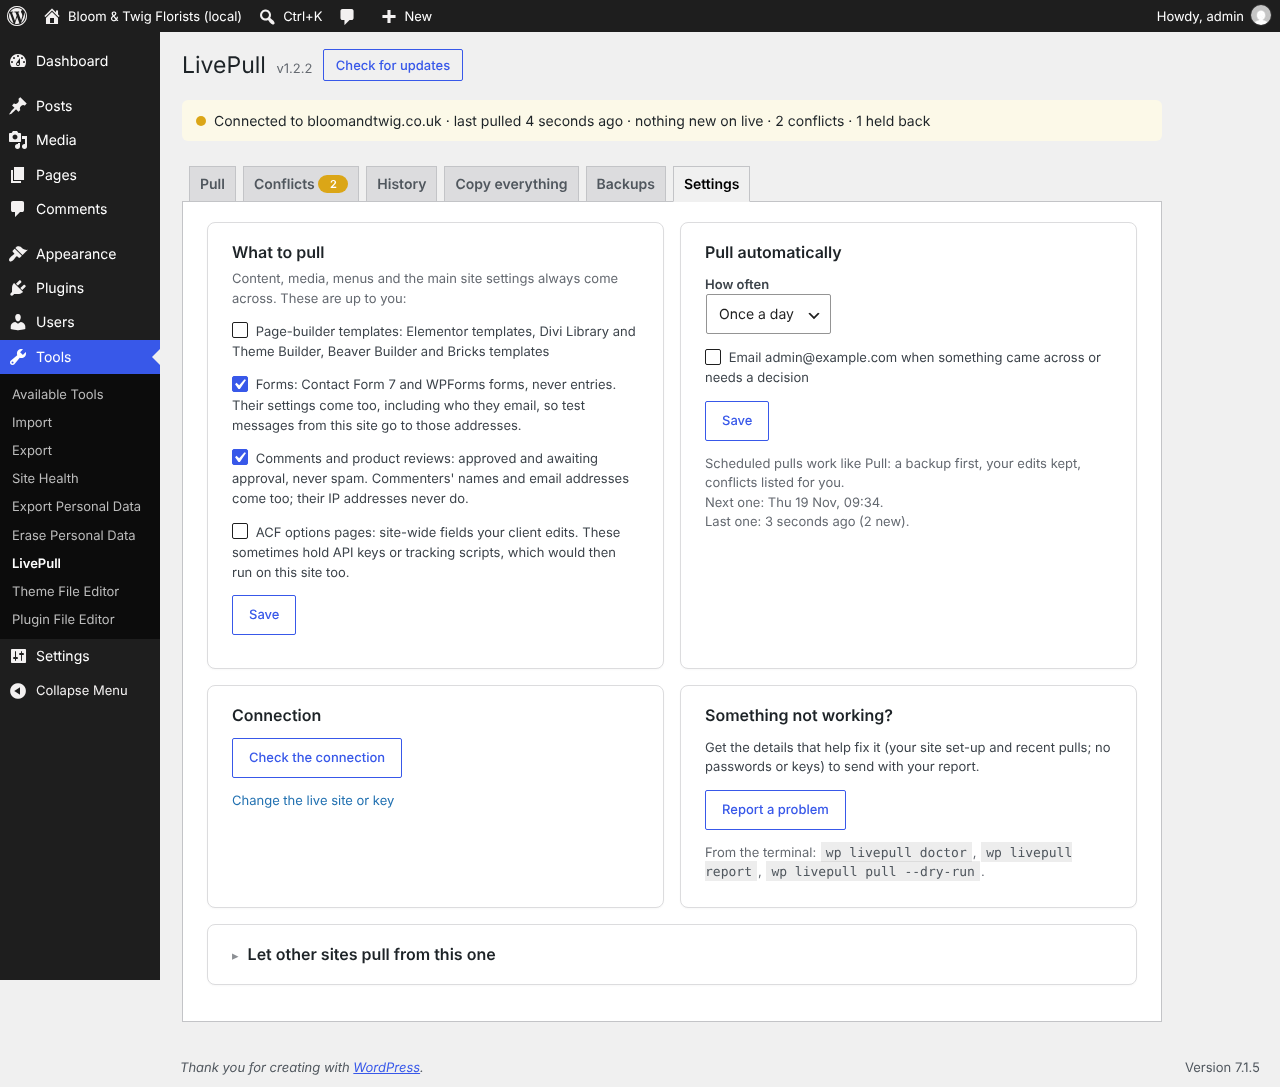 Bloom & Twig Florists (local)
Ctrl+K
New
Howdy, admin
Dashboard
Posts
Media
Pages
Comments
Appearance
Plugins
Users
Tools
Available Tools
Import
Export
Site Health
Export Personal Data
Erase Personal Data
LivePull
Theme File Editor
Plugin File Editor
Settings
Collapse Menu
LivePull v1.2.2 Check for updates
Connected to bloomandtwig.co.uk · last pulled 4 seconds ago · nothing new on live · 2 conflicts · 1 held back
Pull
Conflicts 2
History
Copy everything
Backups
Settings
What to pull
Content, media, menus and the main site settings always come
across. These are up to you:
Page-builder templates: Elementor templates, Divi Library and
Theme Builder, Beaver Builder and Bricks templates
Forms: Contact Form 7 and WPForms forms, never entries.
Their settings come too, including who they email, so test
messages from this site go to those addresses.
Comments and product reviews: approved and awaiting
approval, never spam. Commenters' names and email addresses
come too; their IP addresses never do.
ACF options pages: site-wide fields your client edits. These
sometimes hold API keys or tracking scripts, which would then
run on this site too.
Save
Pull automatically
How often
Once a day
Email admin@example.com when something came across or
needs a decision
Save
Scheduled pulls work like Pull: a backup first, your edits kept,
conflicts listed for you.
Next one: Thu 19 Nov, 09:34.
Last one: 3 seconds ago (2 new).
Connection
Check the connection
Change the live site or key
Something not working?
Get the details that help fix it (your site set-up and recent pulls; no
passwords or keys) to send with your report.
Report a problem
From the terminal: wp livepull doctor, wp livepull
report, wp livepull pull --dry-run.
Let other sites pull from this one
Thank you for creating with WordPress.
Version 7.1.5